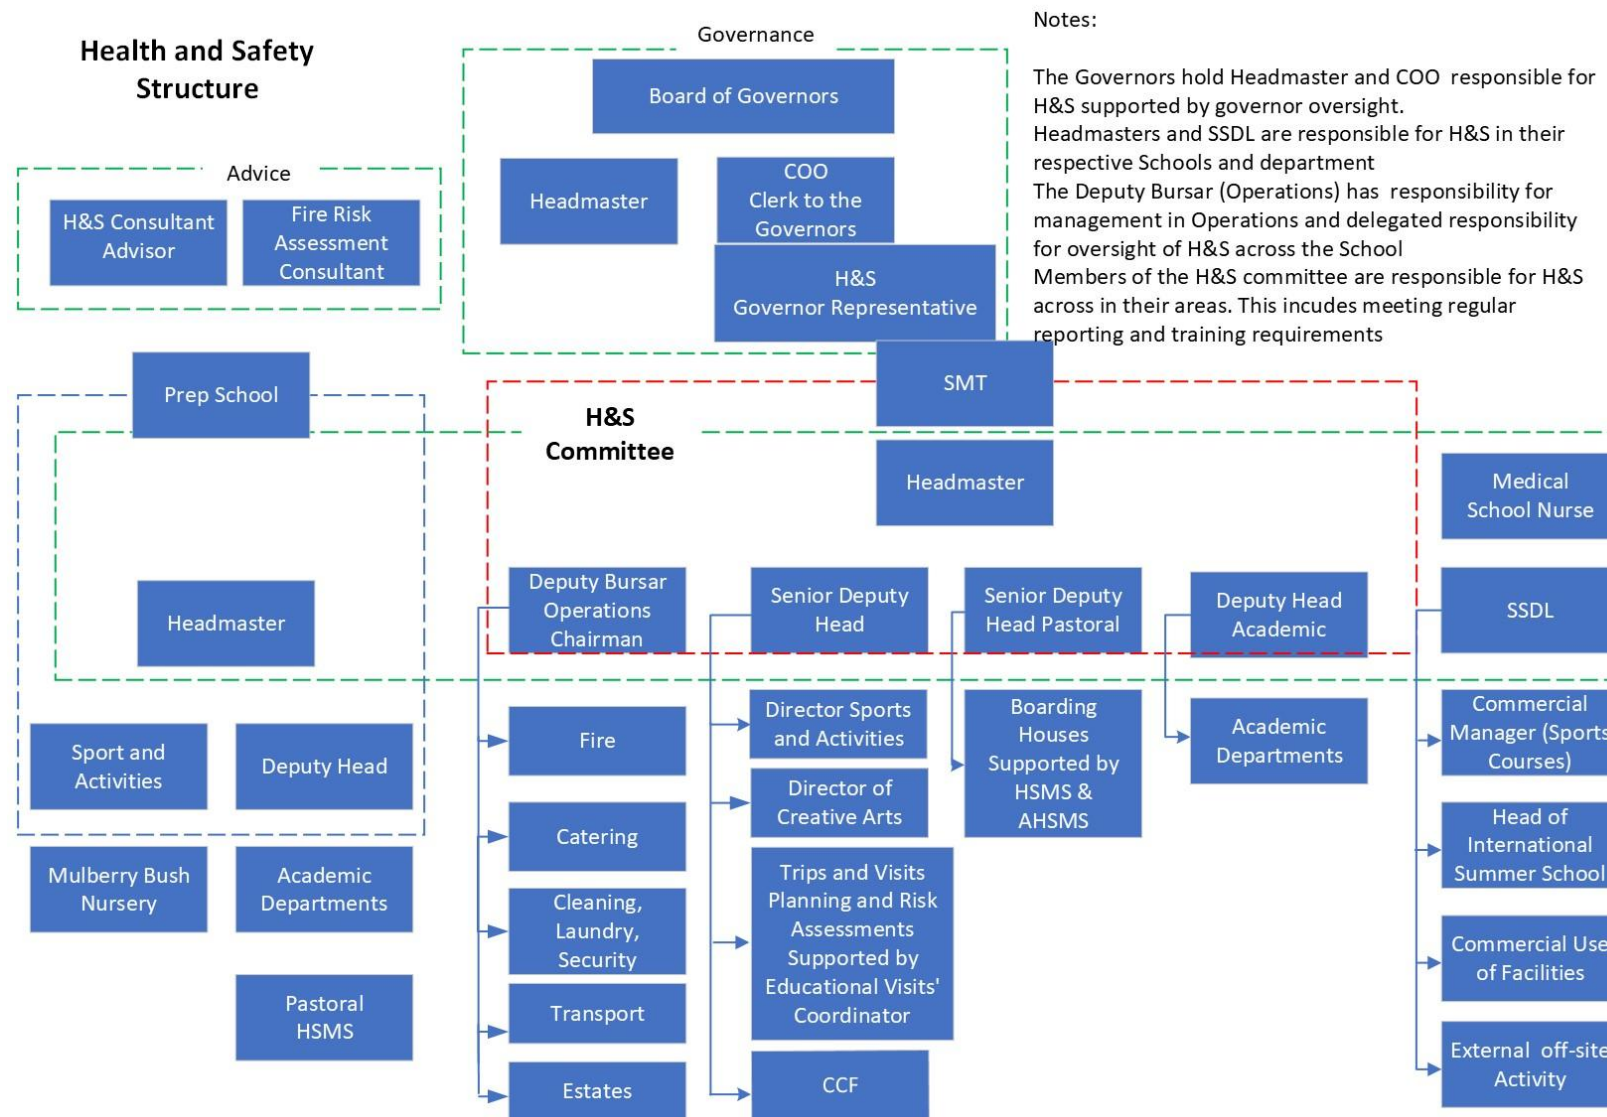 Health and Safety
Structure
Governance
Board of Governors
Headmaster
COO
Clerk to the
Governors
H&S
Governor Representative
Notes:
The Governors hold Headmaster and COO responsible for
H&S supported by governor oversight.
Headmasters and SSDL are responsible for H&S in their
respective Schools and department
The Deputy Bursar (Operations) has responsibility for
management in Operations and delegated responsibility
for oversight of H&S across the School
Members of the H&S committee are responsible for H&S
across in their areas. This incudes meeting regular
reporting and training requirements
Advice
H&S Consultant
Advisor
Fire Risk
Assessment
Consultant
Prep School
Headmaster
Sport and
Activities
Deputy Head
Mulberry Bush
Nursery
Academic
Departments
Pastoral
HSMS
SMT
H&S
Committee
Headmaster
Deputy Bursar
Operations
Chairman
Fire
Catering
Cleaning,
Laundry,
Security
Transport
Estates
Senior Deputy
Head
Director Sports
and Activities
Director of
Creative Arts
Trips and Visits
Planning and Risk
Assessments
Supported by
Educational Visits'
Coordinator
CCF
Senior Deputy
Head Pastoral
Boarding
Houses
Supported by
HSMS &
AHSMS
Deputy Head
Academic
Academic
Departments
Medical
School Nurse
SSDL
Commercial
Manager (Sports
Courses)
Head of
International
Summer School
Commercial Use
of Facilities
External off-site
Activity